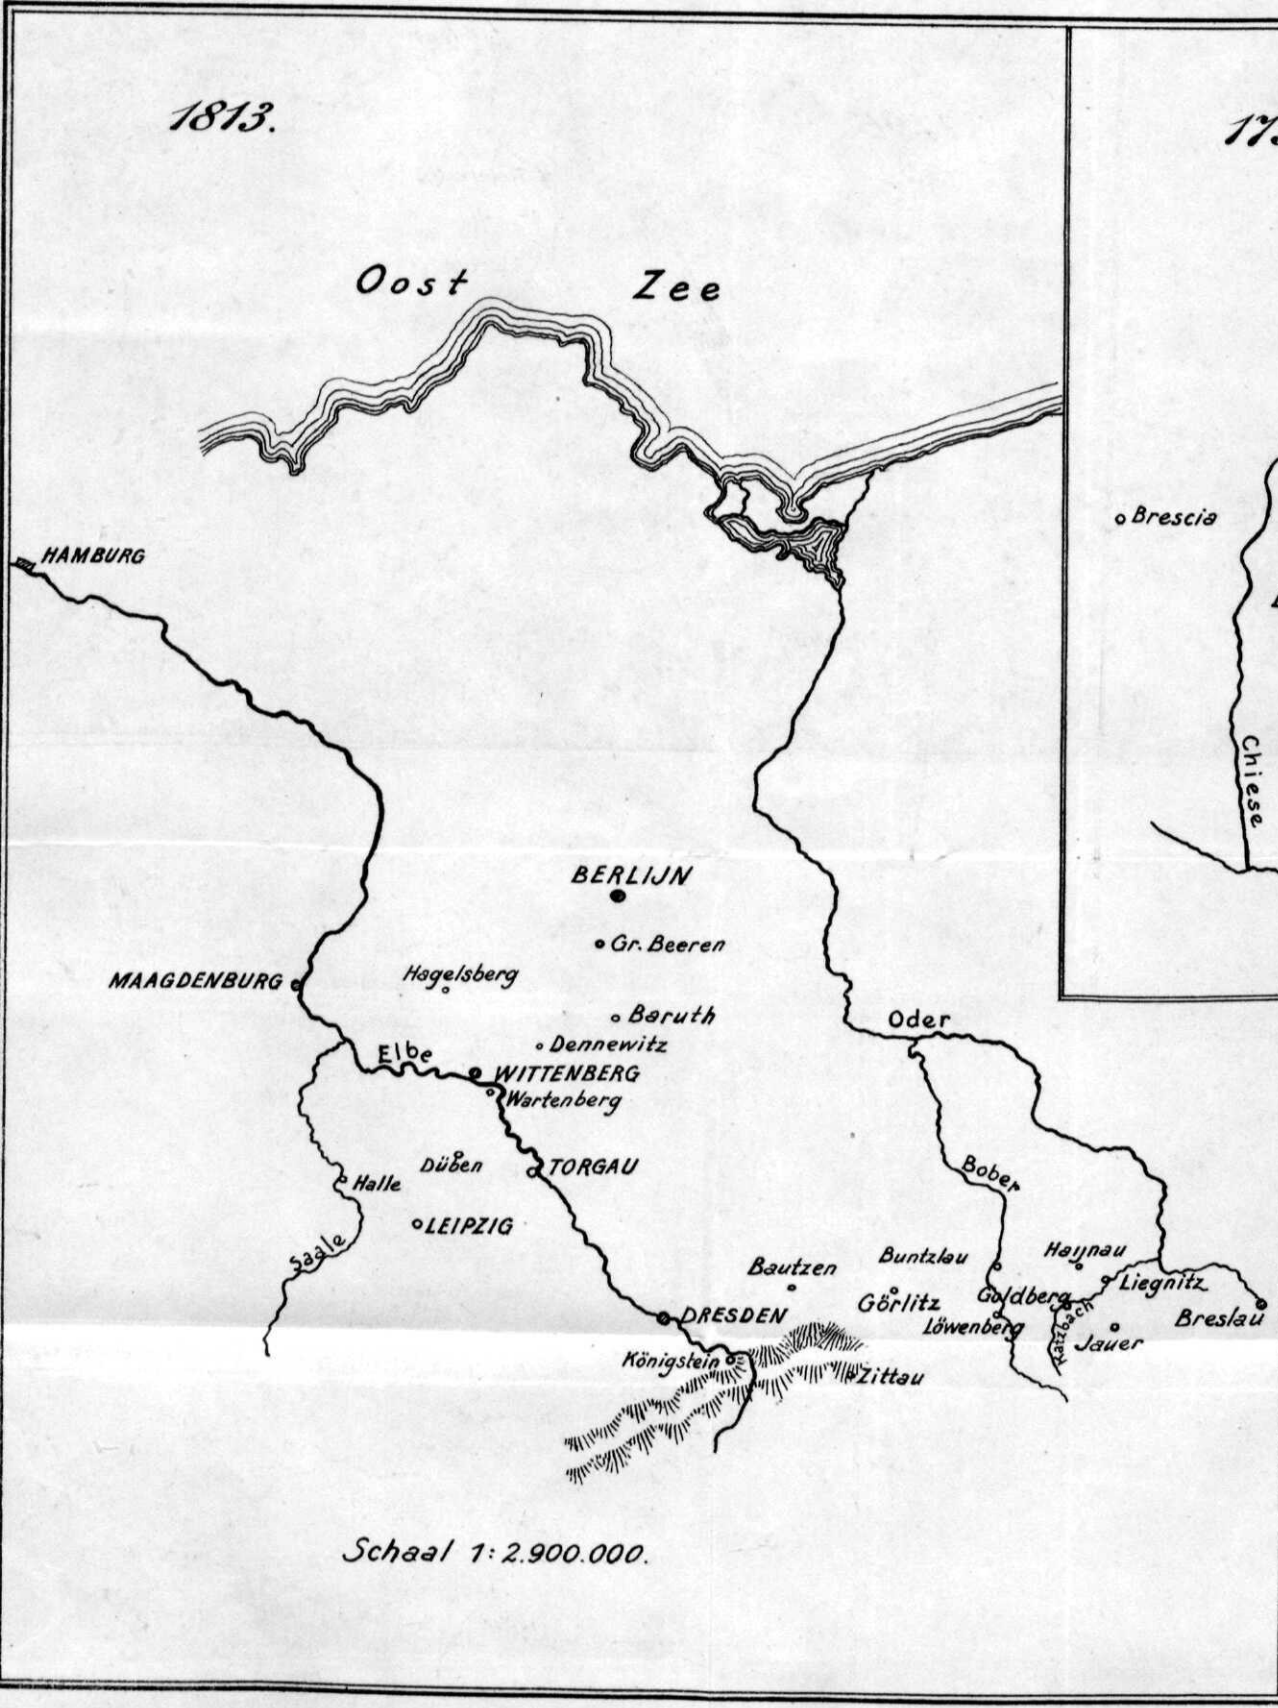 1813.
Oost Zee
Brescia
HAMBURG
Chiese
BERLIJN
Gr. Beeren
MAAGDENBURG
Hagelsberg
Baruth
Oder
Dennewitz
Elbe
WITTENBERG
Wartenberg
Düben
TORGAU
Halle
Bober
LEIPZIG
Saale
Bautzen
Buntzlau
Haynau
Görlitz
Goldberg
Liegnitz
DRESDEN
Löwenberg
Katzbach
Jauer
Breslau
Königstein
Zittau
Schaal 1:2.900.000.